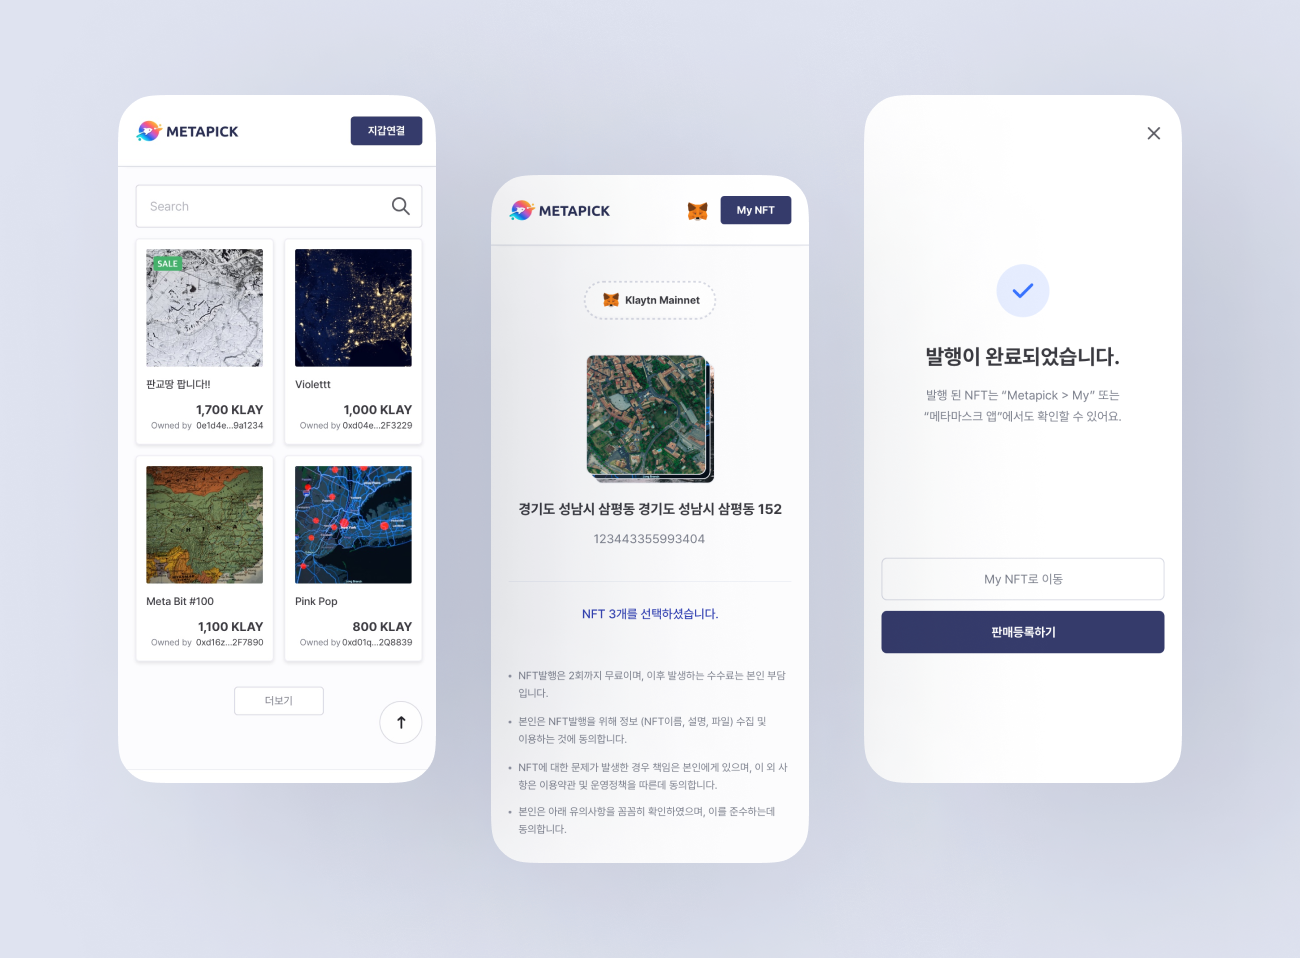 METAPICK
지갑연결
Search
SALE
판교땅 팝니다!!
1,700 KLAY
Owned by 0e1d4e...9a1234
Violettt
1,000 KLAY
Owned by 0xd04e...2F3229
Meta Bit #100
1,100 KLAY
Owned by 0xd16z...2F7890
Pink Pop
800 KLAY
Owned by 0xd01q...2Q8839
더보기
METAPICK
My NFT
Klaytn Mainnet
경기도 성남시 삼평동 경기도 성남시 삼평동 152
123443355993404
NFT 3개를 선택하셨습니다.
• NFT발행은 2회까지 무료이며, 이후 발생하는 수수료는 본인 부담
입니다.
• 본인은 NFT발행을 위해 정보 (NFT이름, 설명, 파일) 수집 및
이용하는 것에 동의합니다.
• NFT에 대한 문제가 발생한 경우 책임은 본인에게 있으며, 이 외 사
항은 이용약관 및 운영정책을 따른데 동의합니다.
• 본인은 아래 유의사항을 꼼꼼히 확인하였으며, 이를 준수하는데
동의합니다.
발행이 완료되었습니다.
발행 된 NFT는 “Metapick > My” 또는
“메타마스크 앱”에서도 확인할 수 있어요.
My NFT로 이동
판매등록하기